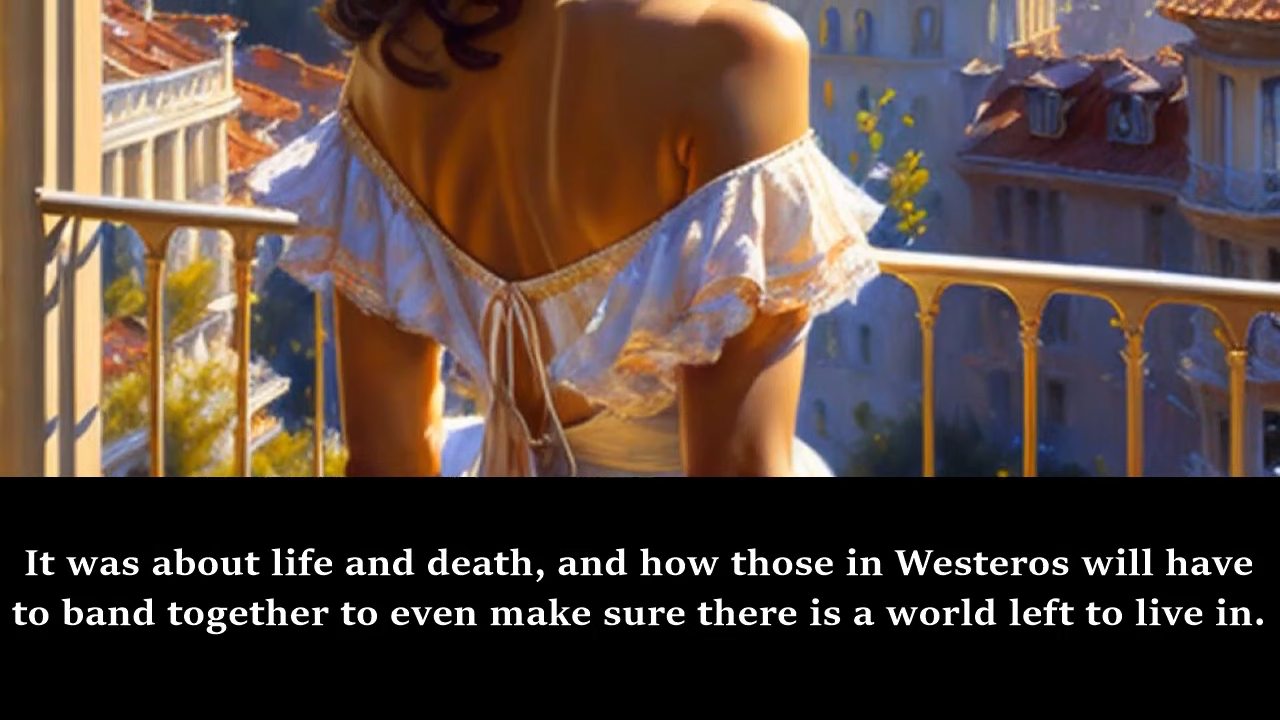 It was about life and death, and how those in Westeros will have
to band together to even make sure there is a world left to live in.